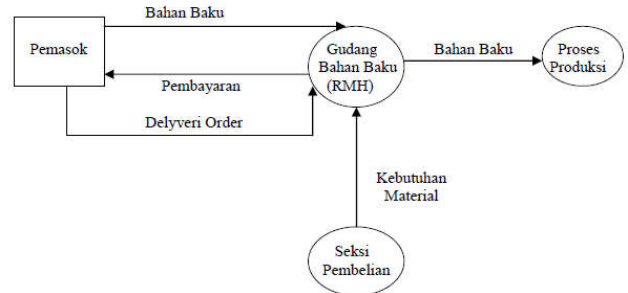 Bahan Baku
Pemasok
Gudang
Bahan Baku
(RMH)
Bahan Baku
Proses
Produksi
Pembayaran
Delyveri Order
Kebutuhan
Material
Seksi
Pembelian